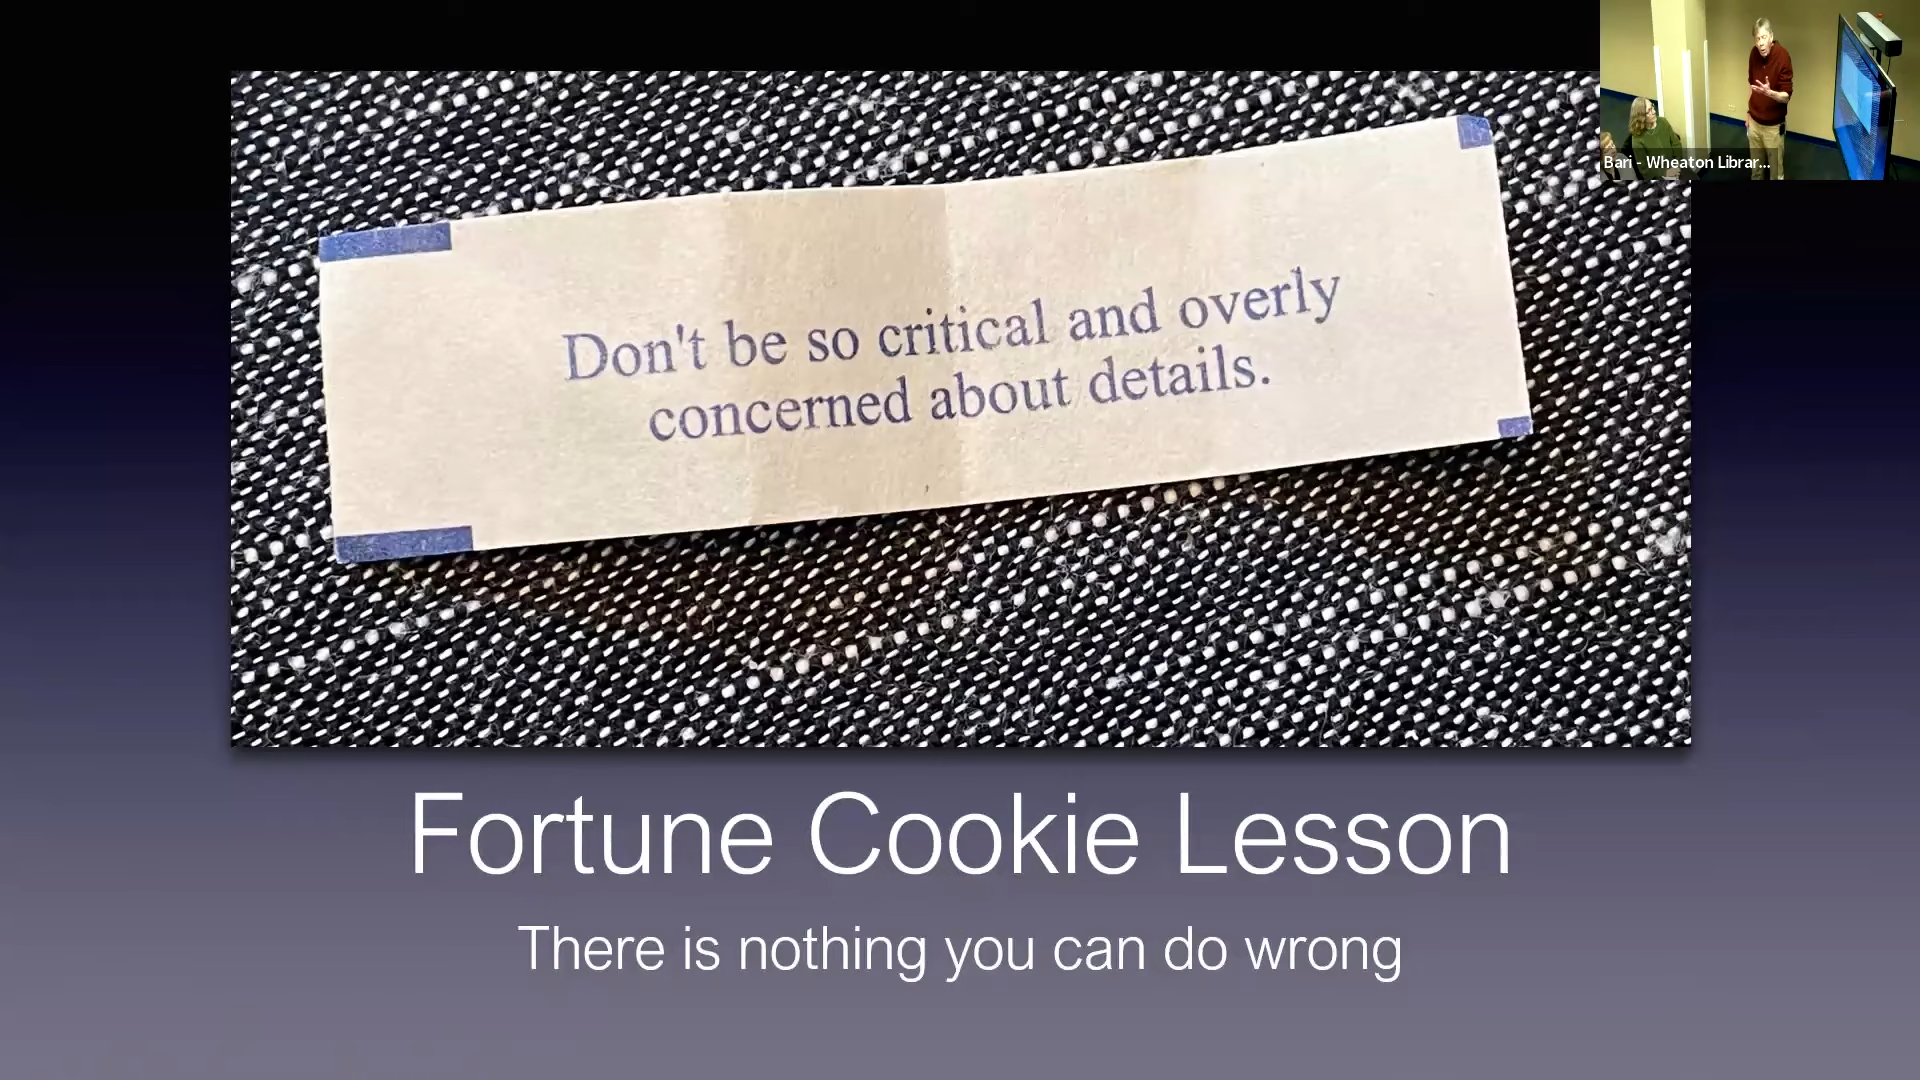 Bari - Wheaton Librar...
Don't be so critical and overly
concerned about details.
Fortune Cookie Lesson
There is nothing you can do wrong